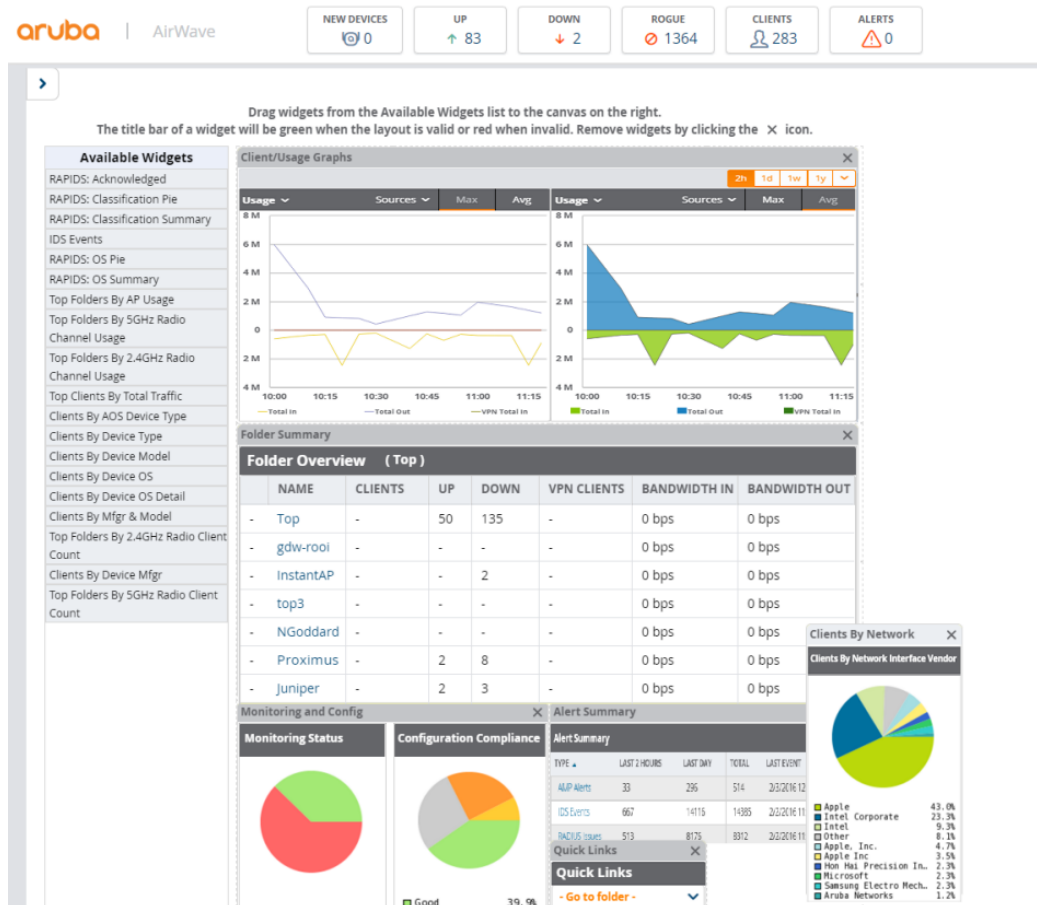 aruba | AirWave
NEW DEVICES
0
UP
83
DOWN
2
ROGUE
1364
CLIENTS
283
ALERTS
0
Drag widgets from the Available Widgets list to the canvas on the right.
The title bar of a widget will be green when the layout is valid or red when invalid. Remove widgets by clicking the ✕ icon.
Available Widgets
RAPIDS: Acknowledged
RAPIDS: Classification Pie
RAPIDS: Classification Summary
IDS Events
RAPIDS: OS Pie
RAPIDS: OS Summary
Top Folders By AP Usage
Top Folders By 5GHz Radio
Channel Usage
Top Folders By 2.4GHz Radio
Channel Usage
Top Clients By Total Traffic
Clients By AOS Device Type
Clients By Device Type
Clients By Device Model
Clients By Device OS
Clients By Device OS Detail
Clients By Mfgr & Model
Top Folders By 2.4GHz Radio Client
Count
Clients By Device Mfgr
Top Folders By 5GHz Radio Client
Count
Client/Usage Graphs
2h 1d 1w 1y
Usage Sources Max Avg
8 M
6 M
4 M
2 M
0
2 M
4 M
10:00 10:15 10:30 10:45 11:00 11:15
Total In Total Out VPN Total In
Usage Sources Max Avg
8 M
6 M
4 M
2 M
0
2 M
4 M
10:00 10:15 10:30 10:45 11:00 11:15
Total In Total Out VPN Total In
Folder Summary
Folder Overview (Top)
NAME CLIENTS UP DOWN VPN CLIENTS BANDWIDTH IN BANDWIDTH OUT
- Top - 50 135 - 0 bps 0 bps
- gdw-rooi - - - - 0 bps 0 bps
- InstantAP - - 2 - 0 bps 0 bps
- top3 - - - - 0 bps 0 bps
- NGoddard - - - - 0 bps 0 bps
- Proximus - 2 8 - 0 bps 0 bps
- Juniper - 2 3 - 0 bps 0 bps
Monitoring and Config
Monitoring Status
Configuration Compliance
Good 39.9%
Alert Summary
Alert Summary
TYPE LAST 2 HOURS LAST DAY TOTAL LAST EVENT
AMP Alerts 33 296 514 2/3/2016 12
IDS Events 667 14116 14385 2/2/2016 11
RADIUS Issues 513 8175 8312 2/2/2016 11
Quick Links
Quick Links
- Go to folder -
Clients By Network
Clients By Network Interface Vendor
Apple 43.0%
Intel Corporate 23.3%
Intel 9.3%
Other 8.1%
Apple, Inc. 4.7%
Apple Inc 3.5%
Hon Hai Precision In… 2.3%
Microsoft 2.3%
Samsung Electro Mech… 2.3%
Aruba Networks 1.2%